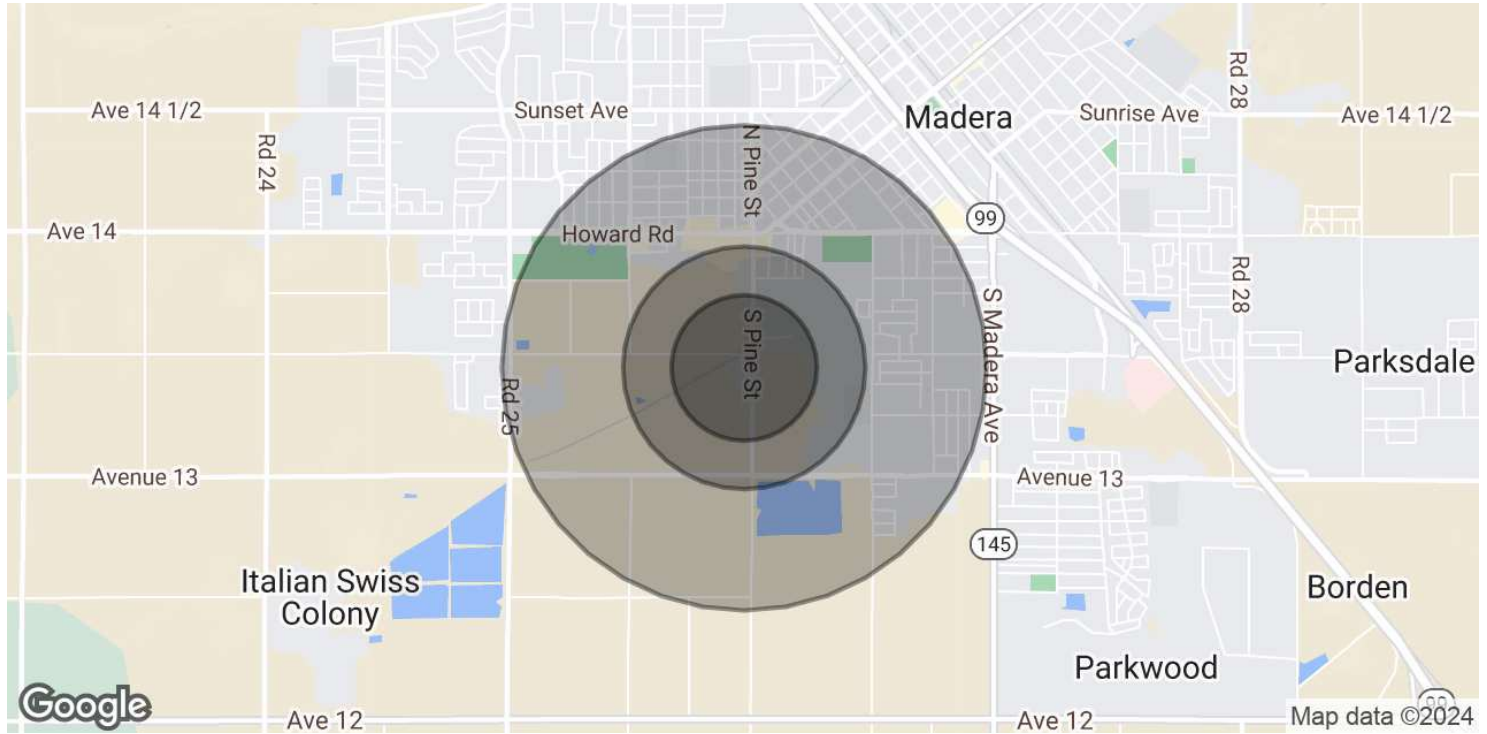 Rd 28
Ave 14 1/2
Sunset Ave
Madera
Sunrise Ave
Ave 14 1/2
Rd 24
N Pine St
99
Ave 14
Howard Rd
Rd 28
S Pine St
S Madera Ave
Parksdale
Rd 25
Avenue 13
Avenue 13
145
Italian Swiss
Colony
Borden
Parkwood
Google
Ave 12
Ave 12
99
Map data ©2024